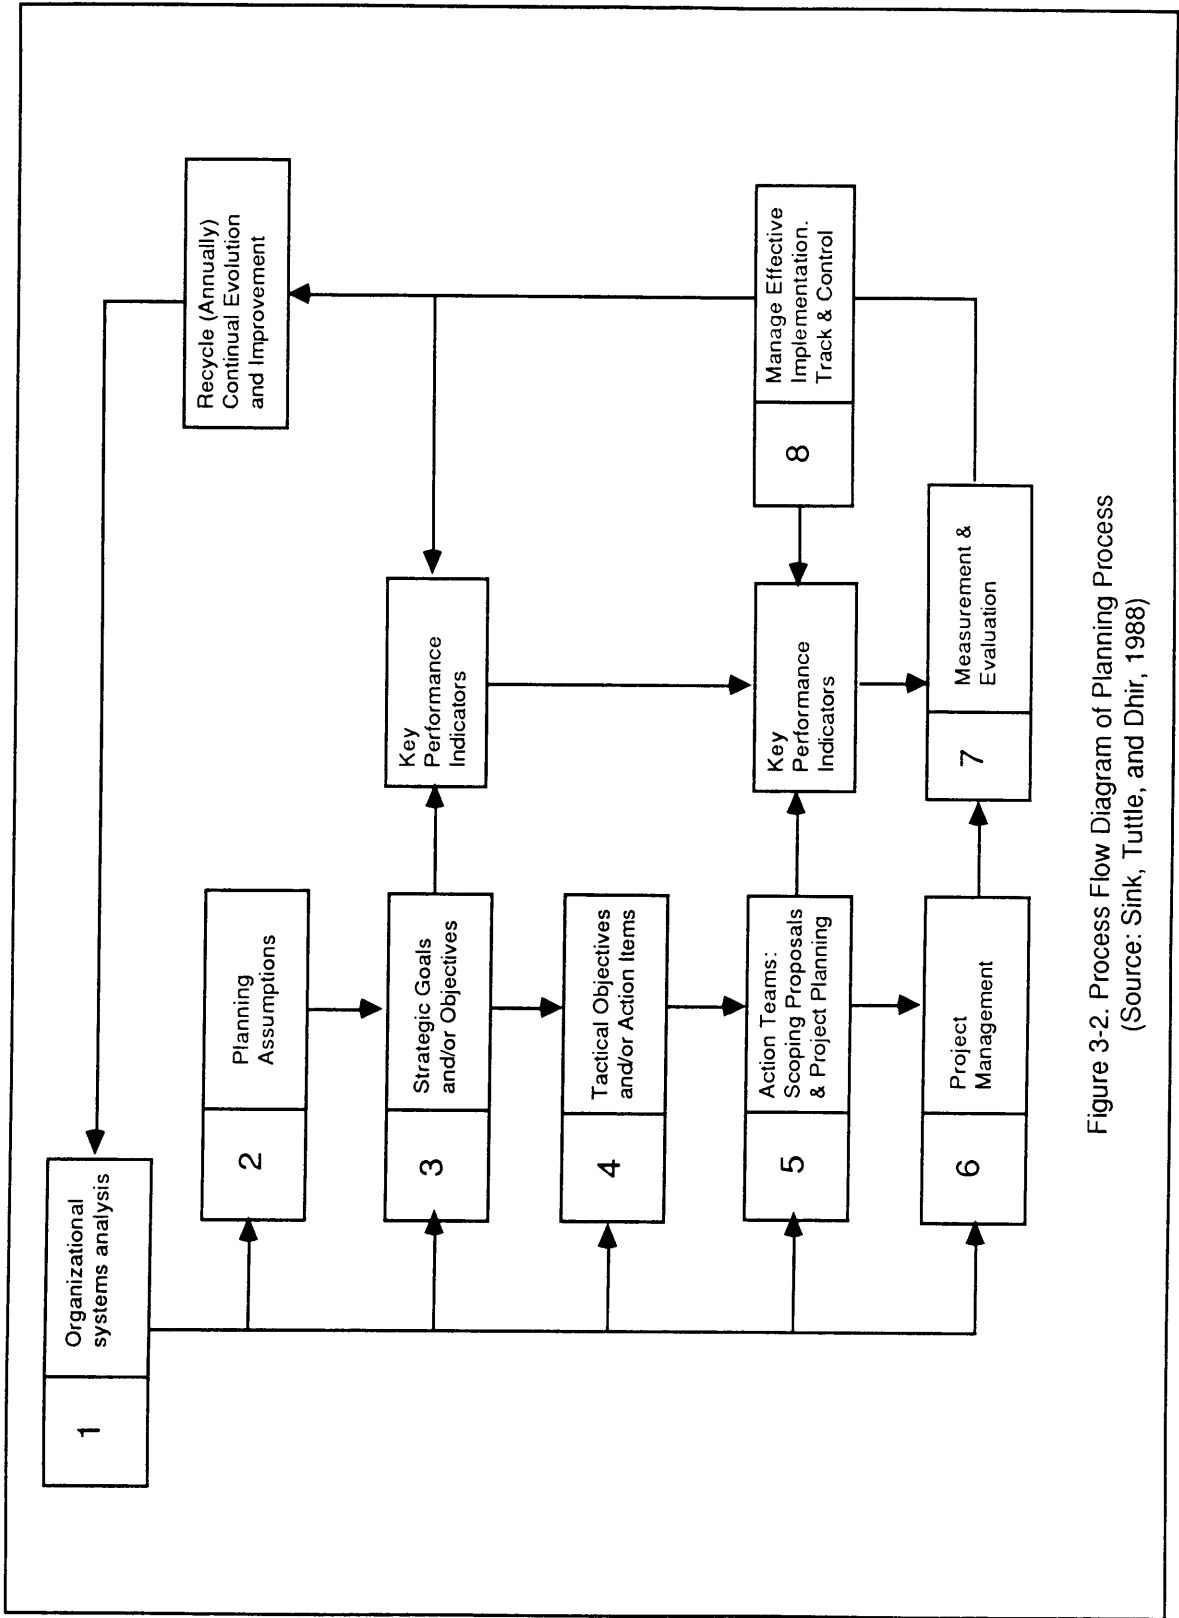 1
Organizational
systems analysis
2
Planning
Assumptions
3
Strategic Goals
and/or Objectives
4
Tactical Objectives
and/or Action Items
5
Action Teams:
Scoping Proposals
& Project Planning
6
Project
Management
Key
Performance
Indicators
Key
Performance
Indicators
7
Measurement &
Evaluation
8
Manage Effective
Implementation.
Track & Control
Recycle (Annually)
Continual Evolution
and Improvement
Figure 3-2. Process Flow Diagram of Planning Process
(Source: Sink, Tuttle, and Dhir, 1988)